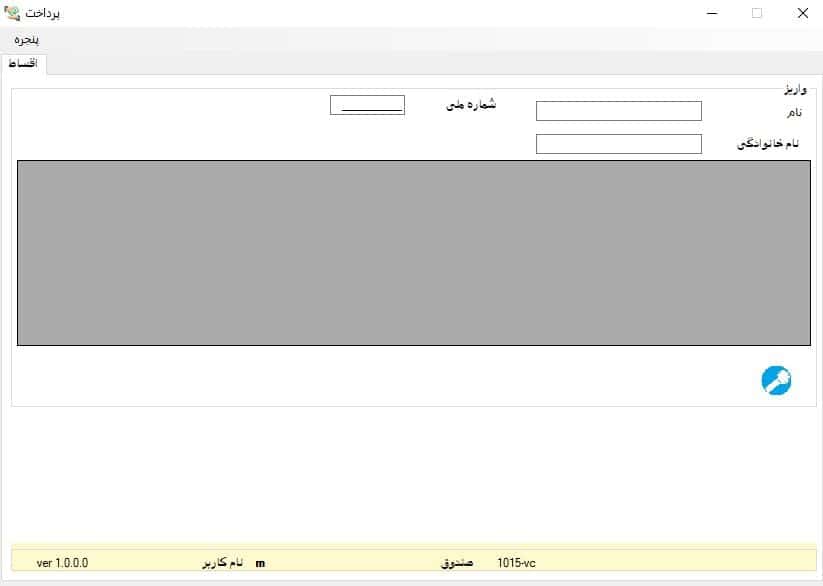 پرداخت
پنجره
اقساط
واریز
نام
شماره ملی
نام خانوادگی
ver 1.0.0.0 نام کاربر m صندوق 1015-vc